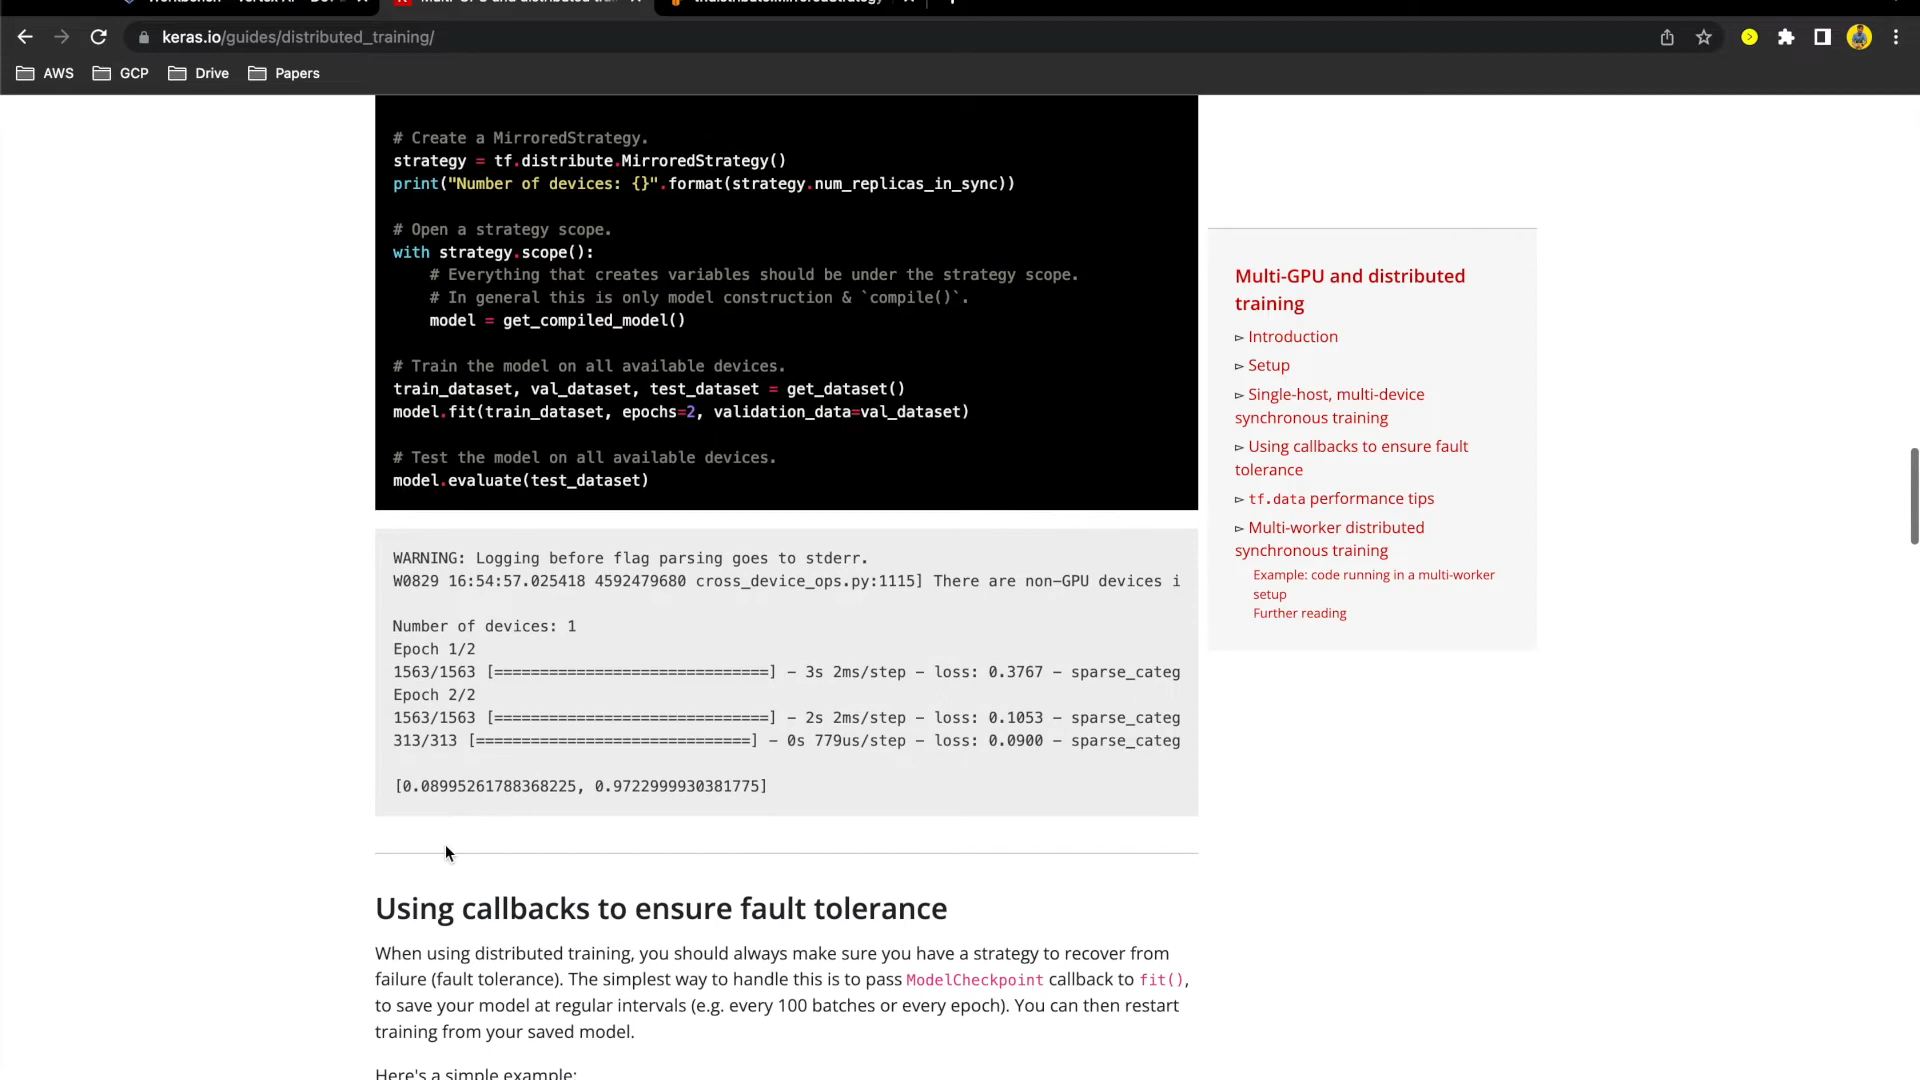 keras.io/guides/distributed_training/
AWS GCP Drive Papers
# Create a MirroredStrategy.
strategy = tf.distribute.MirroredStrategy()
print("Number of devices: {}".format(strategy.num_replicas_in_sync))
# Open a strategy scope.
with strategy.scope():
# Everything that creates variables should be under the strategy scope.
# In general this is only model construction & `compile()`.
model = get_compiled_model()
# Train the model on all available devices.
train_dataset, val_dataset, test_dataset = get_dataset()
model.fit(train_dataset, epochs=2, validation_data=val_dataset)
# Test the model on all available devices.
model.evaluate(test_dataset)
WARNING: Logging before flag parsing goes to stderr.
W0829 16:54:57.025418 4592479680 cross_device_ops.py:1115] There are non-GPU devices i
Number of devices: 1
Epoch 1/2
1563/1563 [==============================] - 3s 2ms/step - loss: 0.3767 - sparse_categ
Epoch 2/2
1563/1563 [==============================] - 2s 2ms/step - loss: 0.1053 - sparse_categ
313/313 [==============================] - 0s 779us/step - loss: 0.0900 - sparse_categ
[0.08995261788368225, 0.9722999930381775]
Using callbacks to ensure fault tolerance
When using distributed training, you should always make sure you have a strategy to recover from
failure (fault tolerance). The simplest way to handle this is to pass ModelCheckpoint callback to fit(),
to save your model at regular intervals (e.g. every 100 batches or every epoch). You can then restart
training from your saved model.
Here's a simple example:
Multi-GPU and distributed
training
▻ Introduction
▻ Setup
▻ Single-host, multi-device
synchronous training
▻ Using callbacks to ensure fault
tolerance
▻ tf.data performance tips
▻ Multi-worker distributed
synchronous training
Example: code running in a multi-worker
setup
Further reading